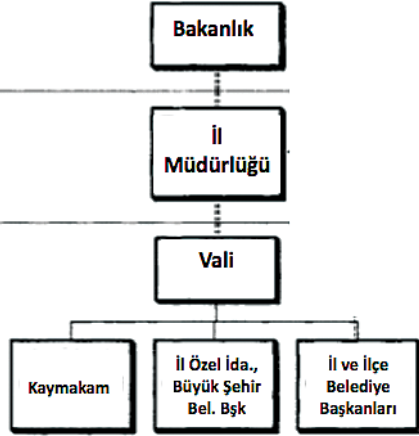 Bakanlık
İl
Müdürlüğü
Vali
Kaymakam
İl Özel İda.,
Büyük Şehir
Bel. Bşk
İl ve İlçe
Belediye
Başkanları